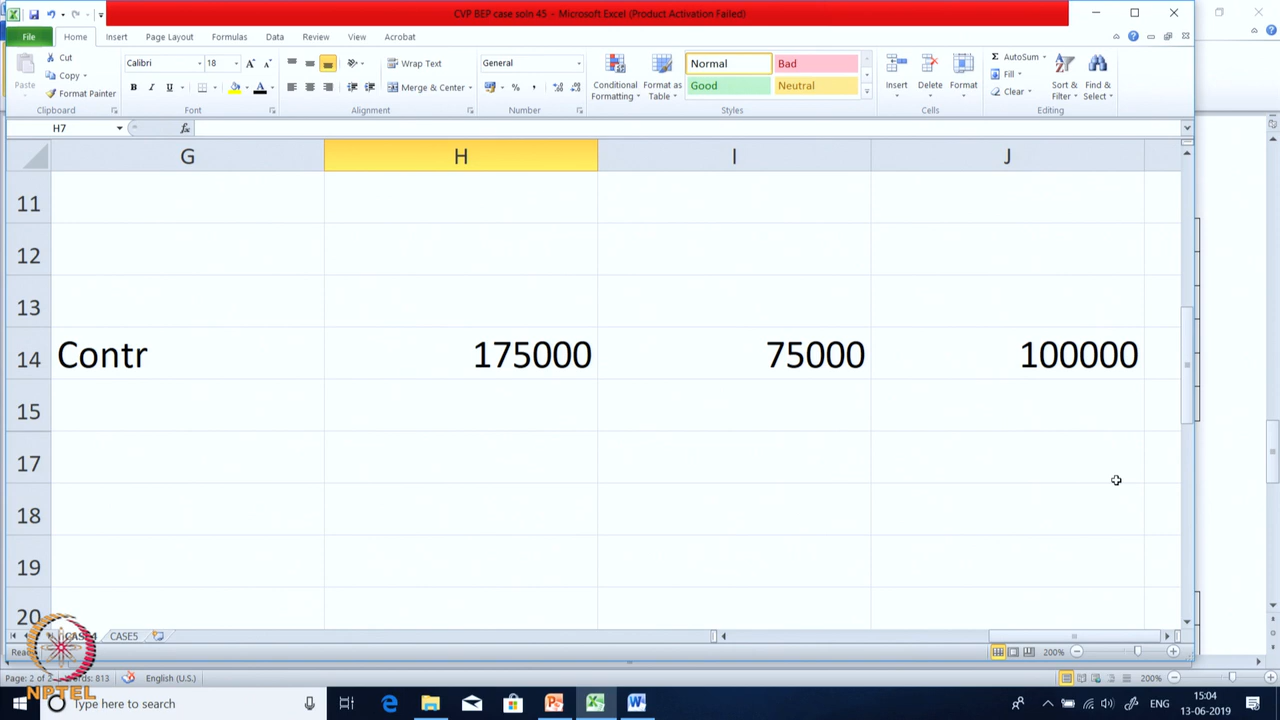 CVP BEP case soln 45 - Microsoft Excel (Product Activation Failed)
File Home Insert Page Layout Formulas Data Review View Acrobat
Paste Cut Copy Format Painter
Calibri 18 A A Wrap Text General Normal Bad
B I U A Merge & Center % , Good Neutral
Conditional Formatting Format as Table Insert Delete Format
AutoSum Fill Clear Sort & Filter Find & Select
Clipboard Font Alignment Number Styles Cells Editing
H7 fx
G H I J
11
12
13
14 Contr 175000 75000 100000
15
17
18
19
20
CASE5
200%
Page: 2 of 813 English (U.S.) 200%
NPTEL
Type here to search
ENG 15:04
13-06-2019